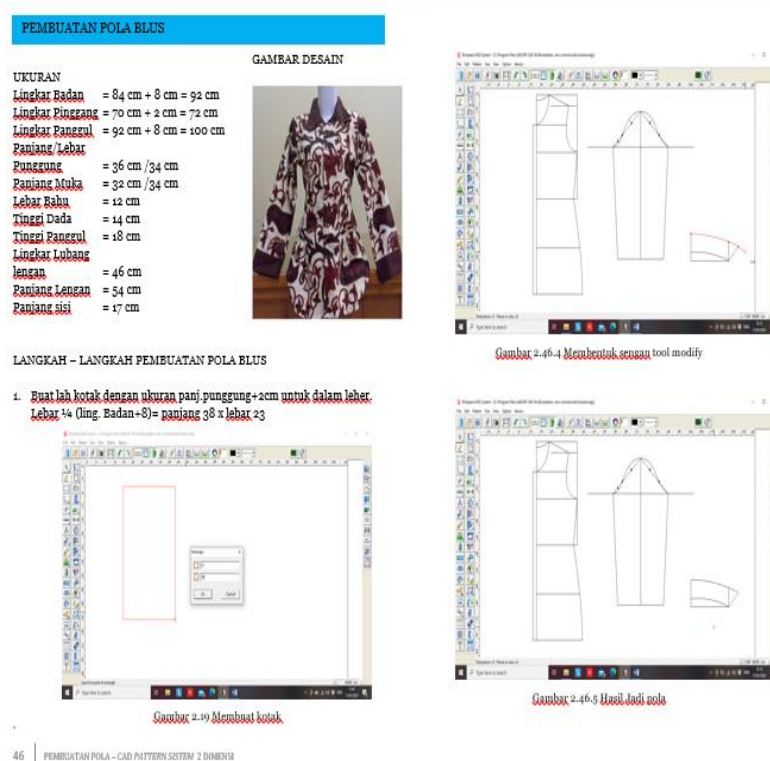 PEMBUATAN POLA BLUS
GAMBAR DESAIN
UKURAN
Lingkar Badan = 84 cm + 8 cm = 92 cm
Lingkar Pinggang = 70 cm + 2 cm = 72 cm
Lingkar Panggul = 92 cm + 8 cm = 100 cm
Panjang/Lebar
Punggung = 36 cm /34 cm
Panjang Muka = 32 cm /34 cm
Lebar Bahu = 12 cm
Tinggi Dada = 14 cm
Tinggi Panggul = 18 cm
Lingkar Lubang
lengan = 46 cm
Panjang Lengan = 54 cm
Panjang sisi = 17 cm
LANGKAH – LANGKAH PEMBUATAN POLA BLUS
1. Buat lah kotak dengan ukuran panj.punggung+2cm untuk dalam leher.
Lebar ¼ (ling. Badan+8)= panjang 38 x lebar 23
Gambar 2.19 Membuat kotak
46 | PEMBUATAN POLA – CAD PATTERN SISTEM 2 DIMENSI
Gambar 2.46.4 Membentuk sengan tool modify
Gambar 2.46.5 Hasil Jadi pola